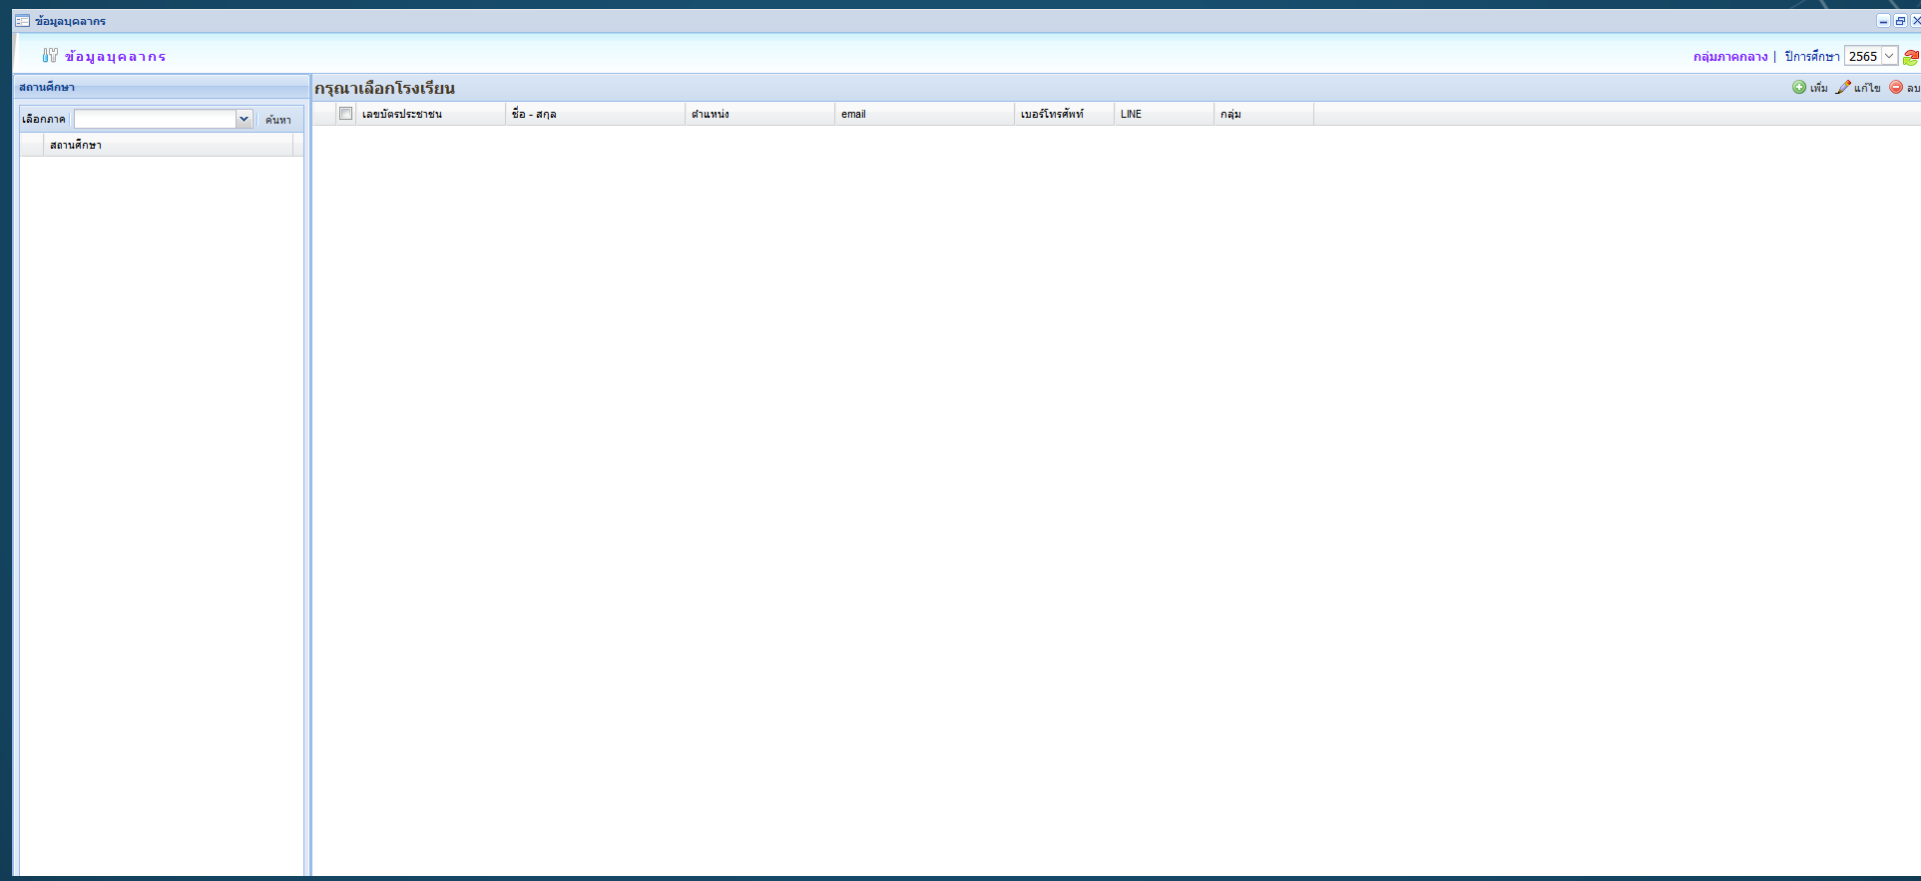 ข้อมูลบุคลากร
ข้อมูลบุคลากร
กลุ่มภาคกลาง | ปีการศึกษา 2565
สถานศึกษา
กรุณาเลือกโรงเรียน
เพิ่ม แก้ไข ลบ
เลือกภาค ค้นหา
เลขบัตรประชาชน ชื่อ - สกุล ตำแหน่ง email เบอร์โทรศัพท์ LINE กลุ่ม
สถานศึกษา